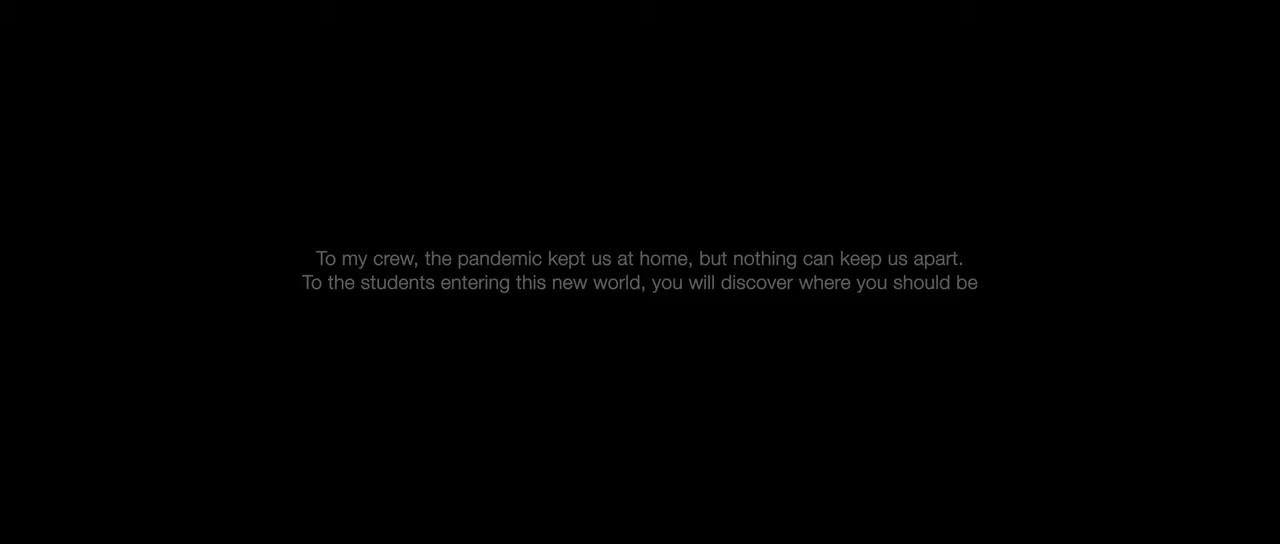 To my crew, the pandemic kept us at home, but nothing can keep us apart.
To the students entering this new world, you will discover where you should be